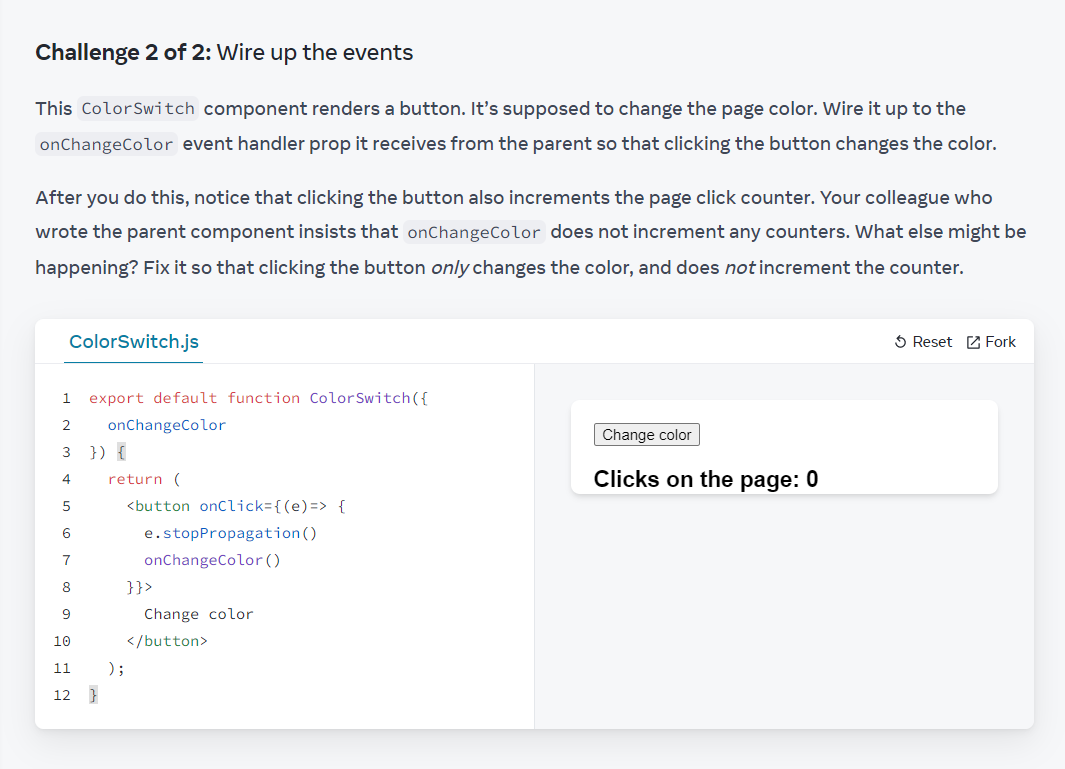 Challenge 2 of 2: Wire up the events
This ColorSwitch component renders a button. It’s supposed to change the page color. Wire it up to the
onChangeColor event handler prop it receives from the parent so that clicking the button changes the color.
After you do this, notice that clicking the button also increments the page click counter. Your colleague who
wrote the parent component insists that onChangeColor does not increment any counters. What else might be
happening? Fix it so that clicking the button only changes the color, and does not increment the counter.
ColorSwitch.js
Reset
Fork
1 export default function ColorSwitch({
2   onChangeColor
3 }) {
4   return (
5     <button onClick={(e)=> {
6       e.stopPropagation()
7       onChangeColor()
8     }}>
9       Change color
10     </button>
11   );
12 }
Change color
Clicks on the page: 0